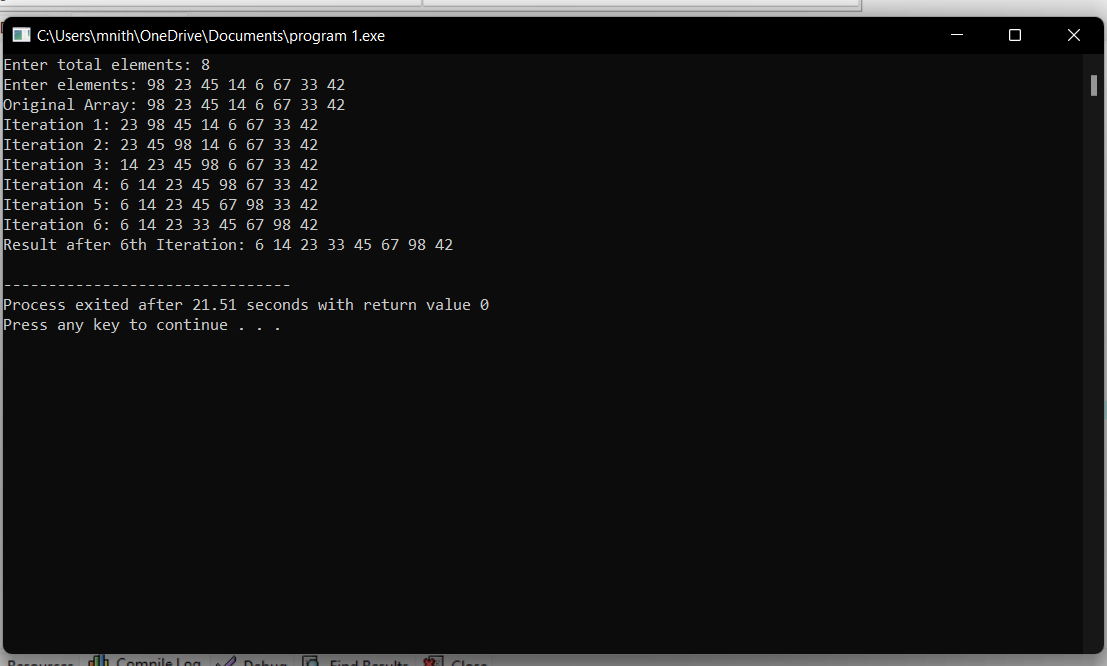 C:\Users\mnith\OneDrive\Documents\program 1.exe
Enter total elements: 8
Enter elements: 98 23 45 14 6 67 33 42
Original Array: 98 23 45 14 6 67 33 42
Iteration 1: 23 98 45 14 6 67 33 42
Iteration 2: 23 45 98 14 6 67 33 42
Iteration 3: 14 23 45 98 6 67 33 42
Iteration 4: 6 14 23 45 98 67 33 42
Iteration 5: 6 14 23 45 67 98 33 42
Iteration 6: 6 14 23 33 45 67 98 42
Result after 6th Iteration: 6 14 23 33 45 67 98 42
--------------------------------
Process exited after 21.51 seconds with return value 0
Press any key to continue . . .
Resources Compile Log Debug Find Results Close